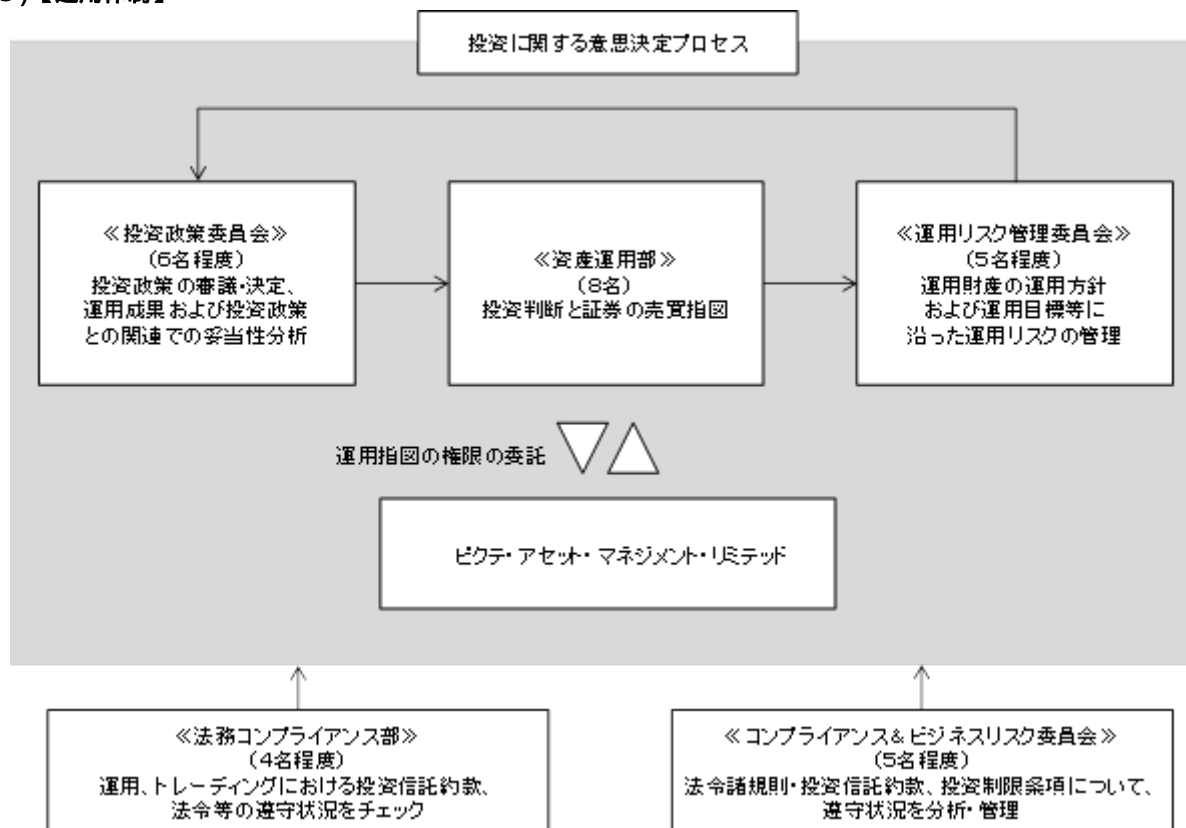 投資に関する意思決定プロセス
≪投資政策委員会≫
(6名程度)
投資政策の審議・決定、
運用成果および投資政策
との関連での妥当性分析
≪資産運用部≫
(8名)
投資判断と証券の売買指図
≪運用リスク管理委員会≫
(5名程度)
運用財産の運用方針
および運用目標等に
沿った運用リスクの管理
運用指図の権限の委託
ピクテ・アセット・マネジメント・リミテッド
≪法務コンプライアンス部≫
(4名程度)
運用、トレーディングにおける投資信託約款、
法令等の遵守状況をチェック
≪コンプライアンス&ビジネスリスク委員会≫
(5名程度)
法令諸規則・投資信託約款、投資制限条項について、
遵守状況を分析・管理